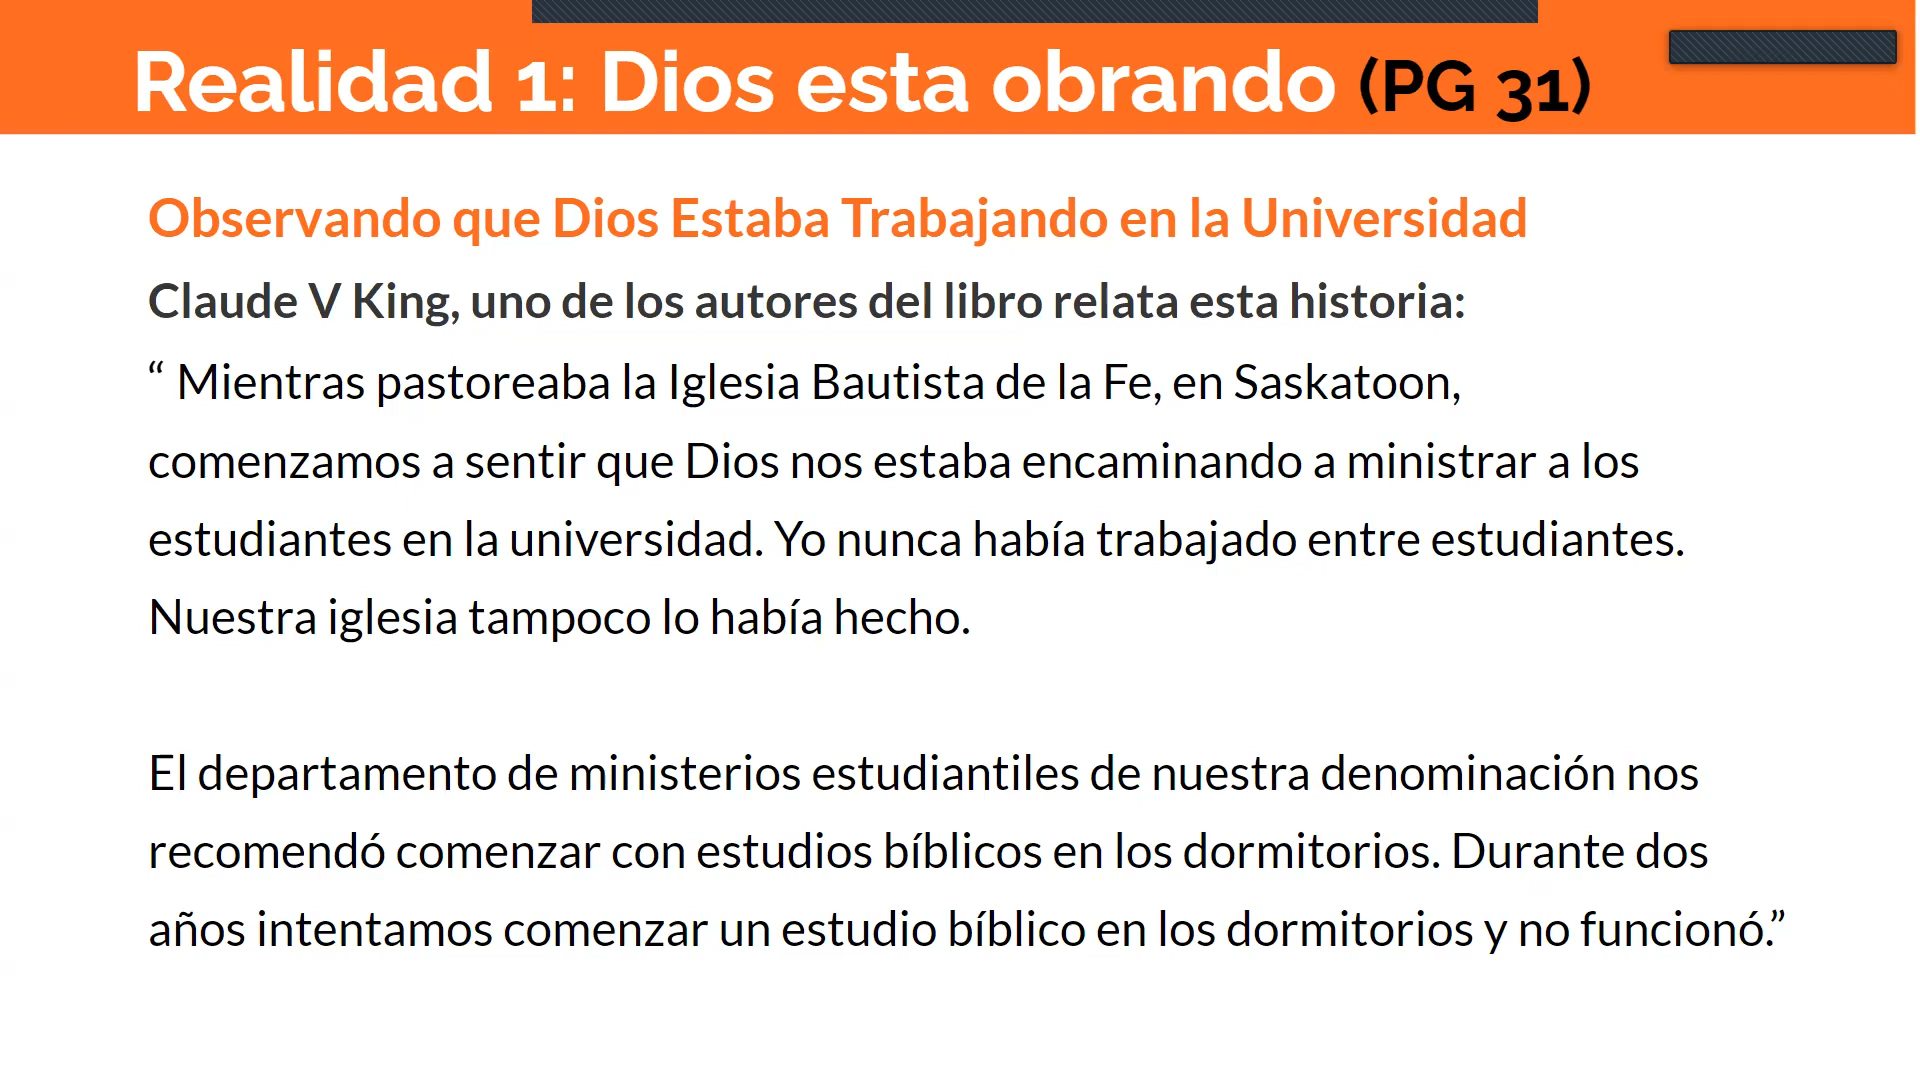 Realidad 1: Dios esta obrando (PG 31)
Observando que Dios Estaba Trabajando en la Universidad
Claude V King, uno de los autores del libro relata esta historia:
“ Mientras pastoreaba la Iglesia Bautista de la Fe, en Saskatoon,
comenzamos a sentir que Dios nos estaba encaminando a ministrar a los
estudiantes en la universidad. Yo nunca había trabajado entre estudiantes.
Nuestra iglesia tampoco lo había hecho.
El departamento de ministerios estudiantiles de nuestra denominación nos
recomendó comenzar con estudios bíblicos en los dormitorios. Durante dos
años intentamos comenzar un estudio bíblico en los dormitorios y no funcionó.”